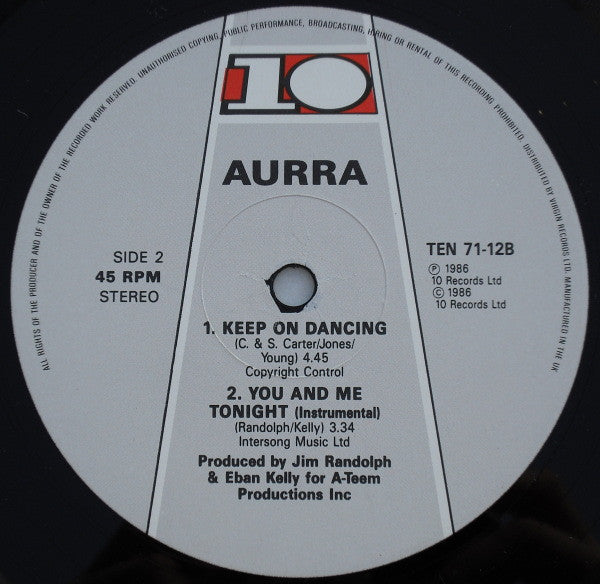 ALL RIGHTS OF THE PRODUCER AND OF THE OWNER OF THE RECORDED WORK RESERVED. UNAUTHORISED COPYING, PUBLIC PERFORMANCE, BROADCASTING, HIRING OR RENTAL OF THIS RECORDING PROHIBITED. DISTRIBUTED BY VIRGIN RECORDS LTD. MANUFACTURED IN THE UK
10
AURRA
SIDE 2
45 RPM
STEREO
TEN 71-12B
℗ 1986
10 Records Ltd
© 1986
10 Records Ltd
1. KEEP ON DANCING
(C. & S. Carter/Jones/
Young) 4.45
Copyright Control
2. YOU AND ME
TONIGHT (Instrumental)
(Randolph/Kelly) 3.34
Intersong Music Ltd
Produced by Jim Randolph
& Eban Kelly for A-Teem
Productions Inc